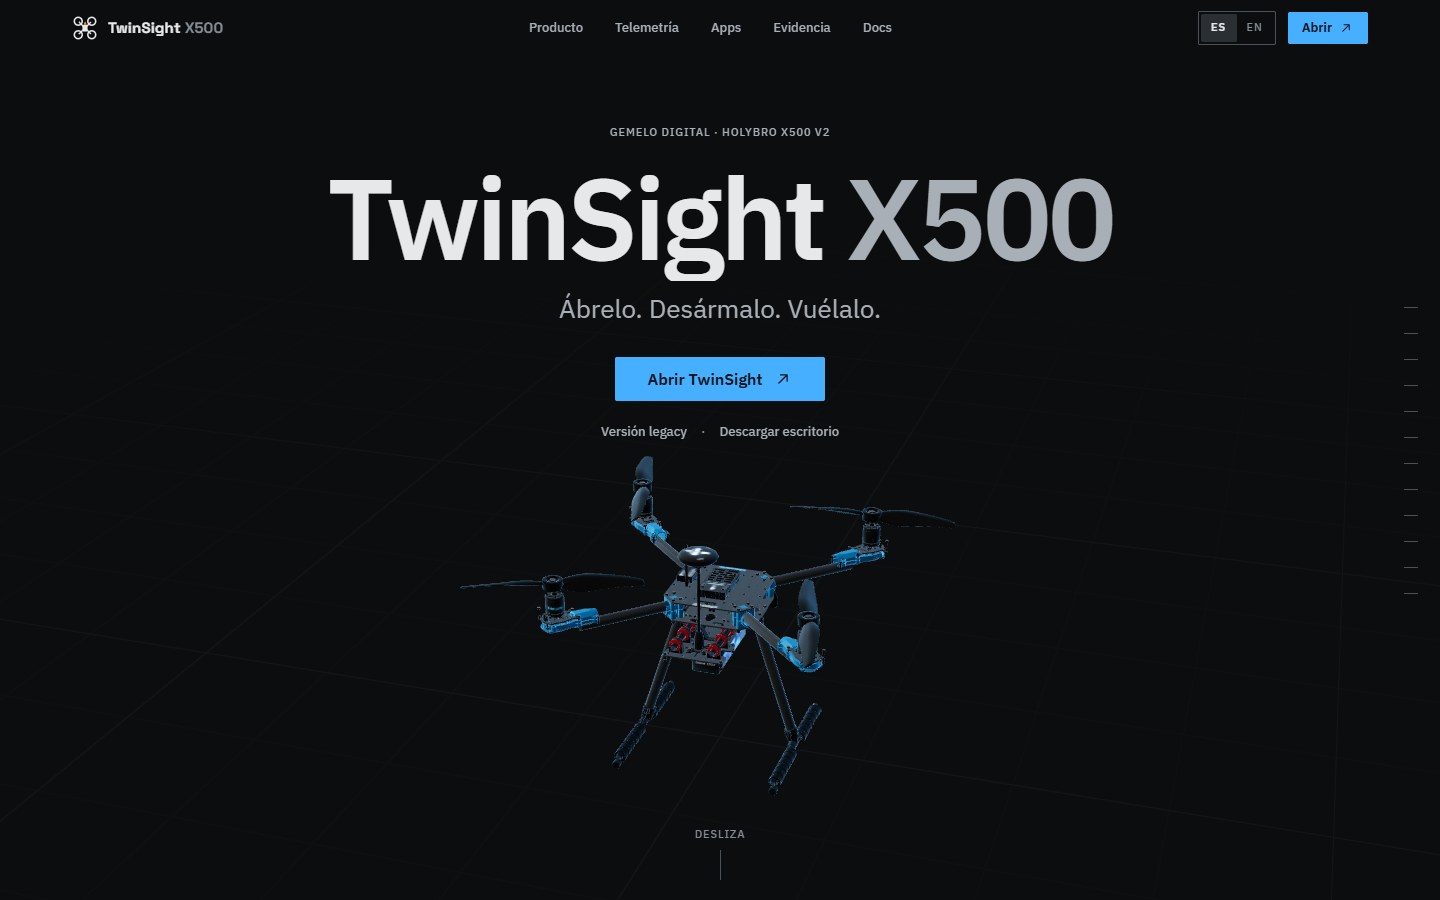 TwinSight X500
Producto
Telemetría
Apps
Evidencia
Docs
ES
EN
Abrir
GEMELO DIGITAL · HOLYBRO X500 V2
TwinSight X500
Ábrelo. Desármalo. Vuélalo.
Abrir TwinSight
Versión legacy · Descargar escritorio
DESLIZA